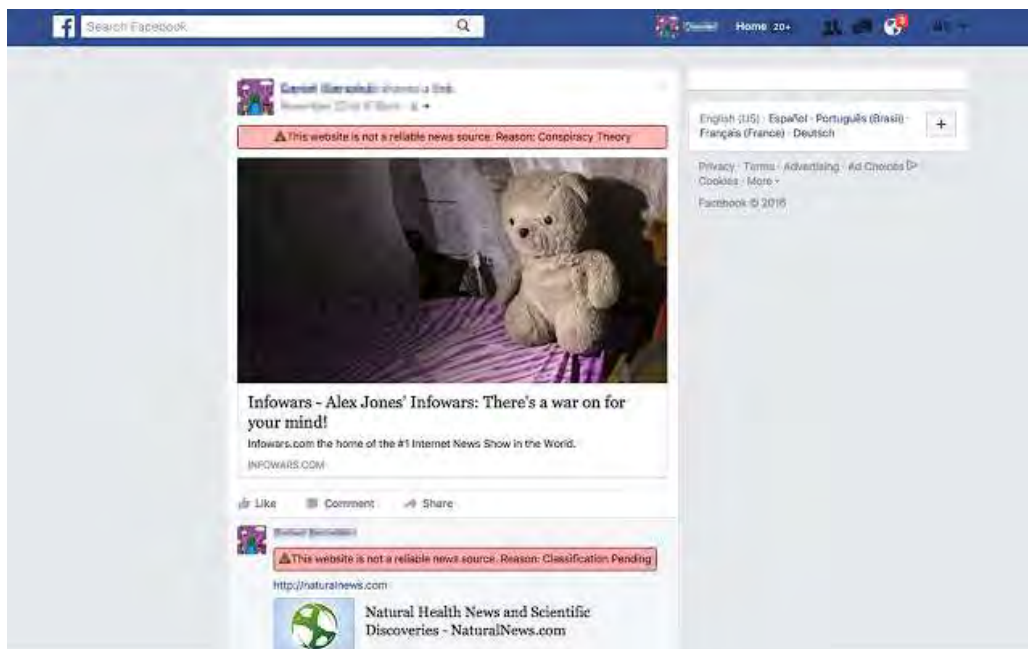 f
Search Facebook
Home 20+
3
shared a link.
⚠This website is not a reliable news source. Reason: Conspiracy Theory
Infowars - Alex Jones' Infowars: There's a war on for
your mind!
Infowars.com the home of the #1 Internet News Show in the World.
INFOWARS.COM
Like Comment Share
⚠This website is not a reliable news source. Reason: Classification Pending
http://naturalnews.com
Natural Health News and Scientific
Discoveries - NaturalNews.com
English (US) · Español · Português (Brasil) ·
Français (France) · Deutsch
+
Privacy · Terms · Advertising · Ad Choices
Cookies · More
Facebook © 2016